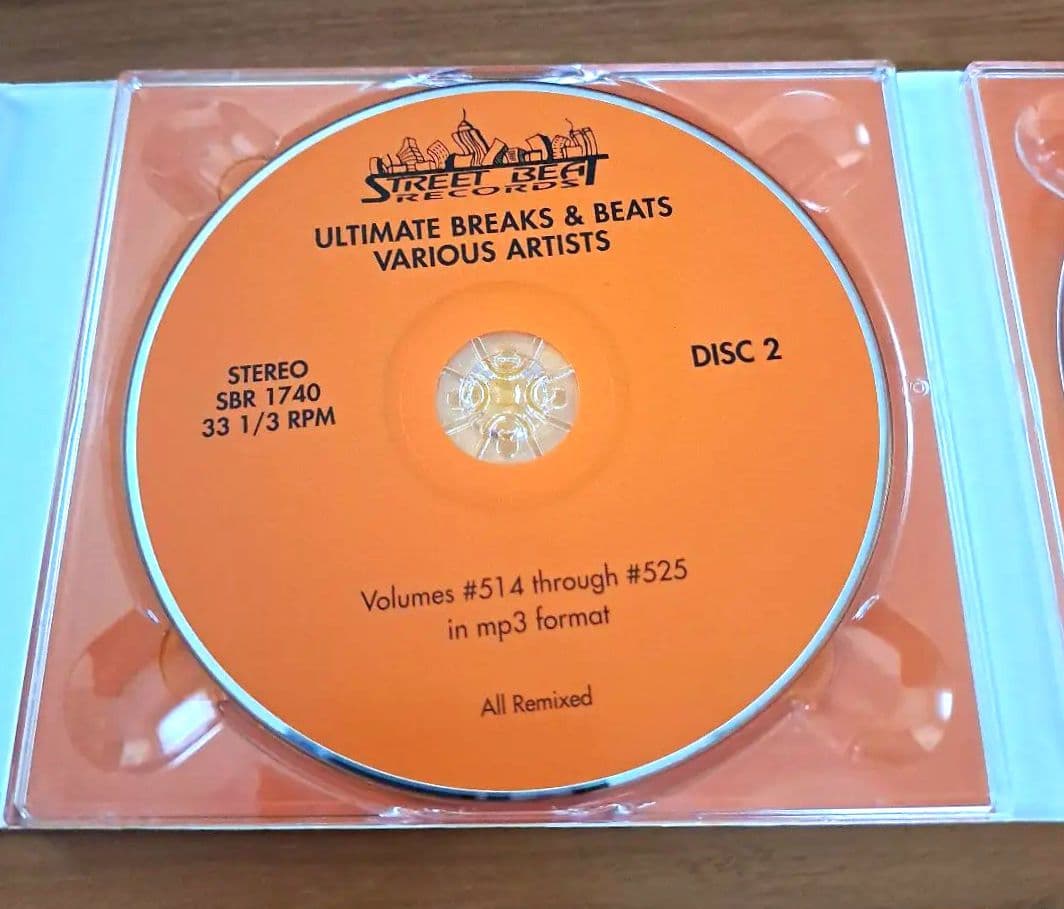 STREET BEAT
RECORDS
ULTIMATE BREAKS & BEATS
VARIOUS ARTISTS
STEREO
SBR 1740
33 1/3 RPM
DISC 2
Volumes #514 through #525
in mp3 format
All Remixed